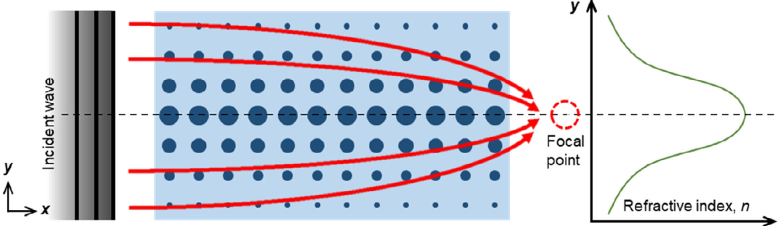 Incident wave
y
x
Focal
point
y
Refractive index, n